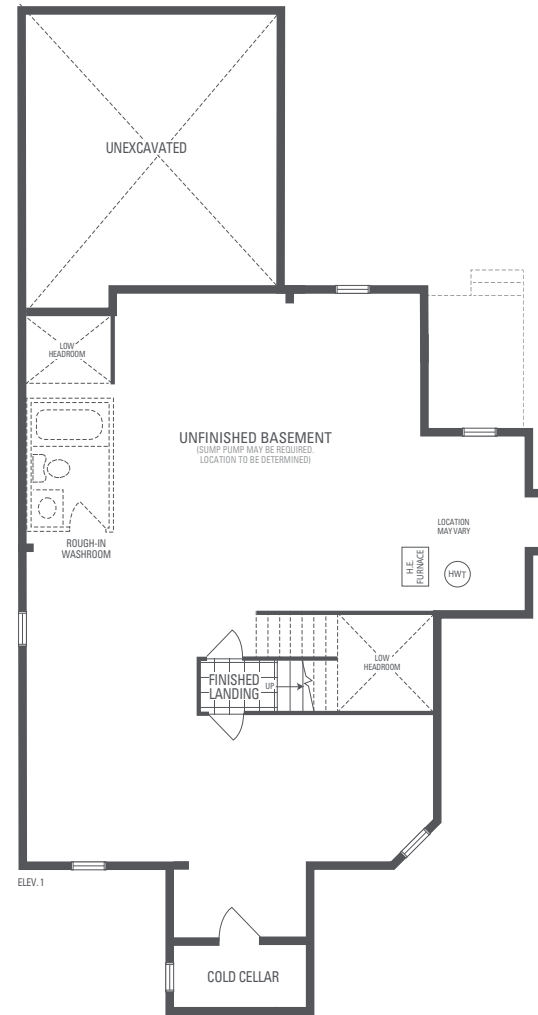 UNEXCAVATED
LOW
HEADROOM
UNFINISHED BASEMENT
(SUMP PUMP MAY BE REQUIRED.
LOCATION TO BE DETERMINED)
ROUGH-IN
WASHROOM
LOCATION
MAY VARY
H.E.
FURNACE
HWT
LOW
HEADROOM
FINISHED
LANDING
UP
ELEV. 1
COLD CELLAR